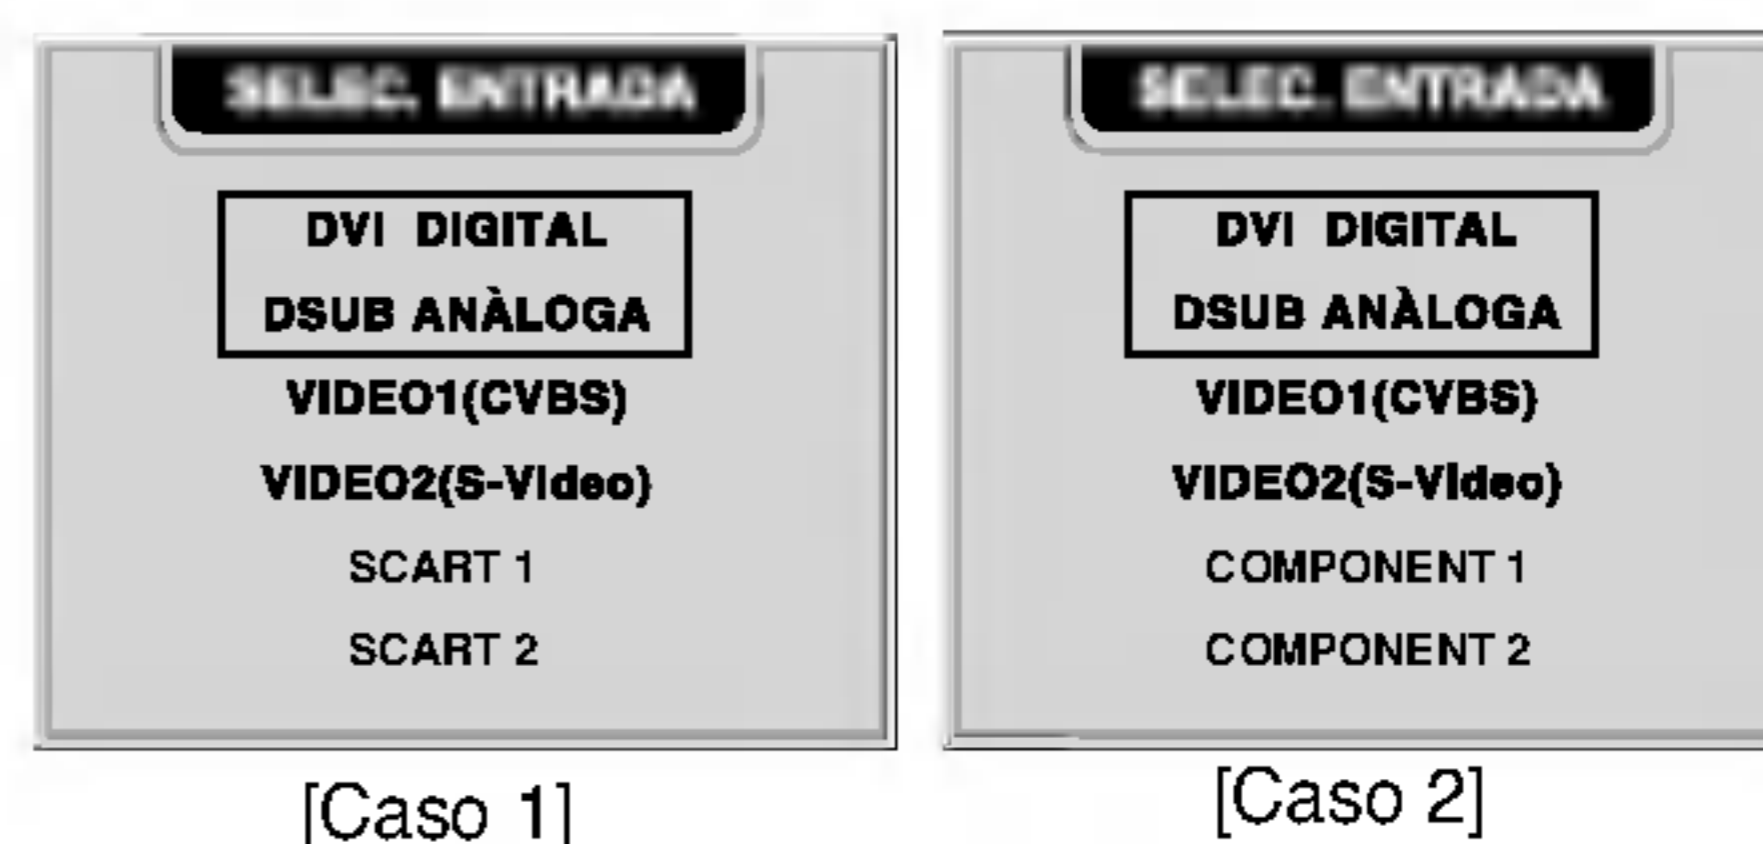 SELEC. ENTRADA
DVI DIGITAL
DSUB ANÀLOGA
VIDEO1(CVBS)
VIDEO2(S-Video)
SCART 1
SCART 2
[Caso 1]
SELEC. ENTRADA
DVI DIGITAL
DSUB ANÀLOGA
VIDEO1(CVBS)
VIDEO2(S-Video)
COMPONENT 1
COMPONENT 2
[Caso 2]